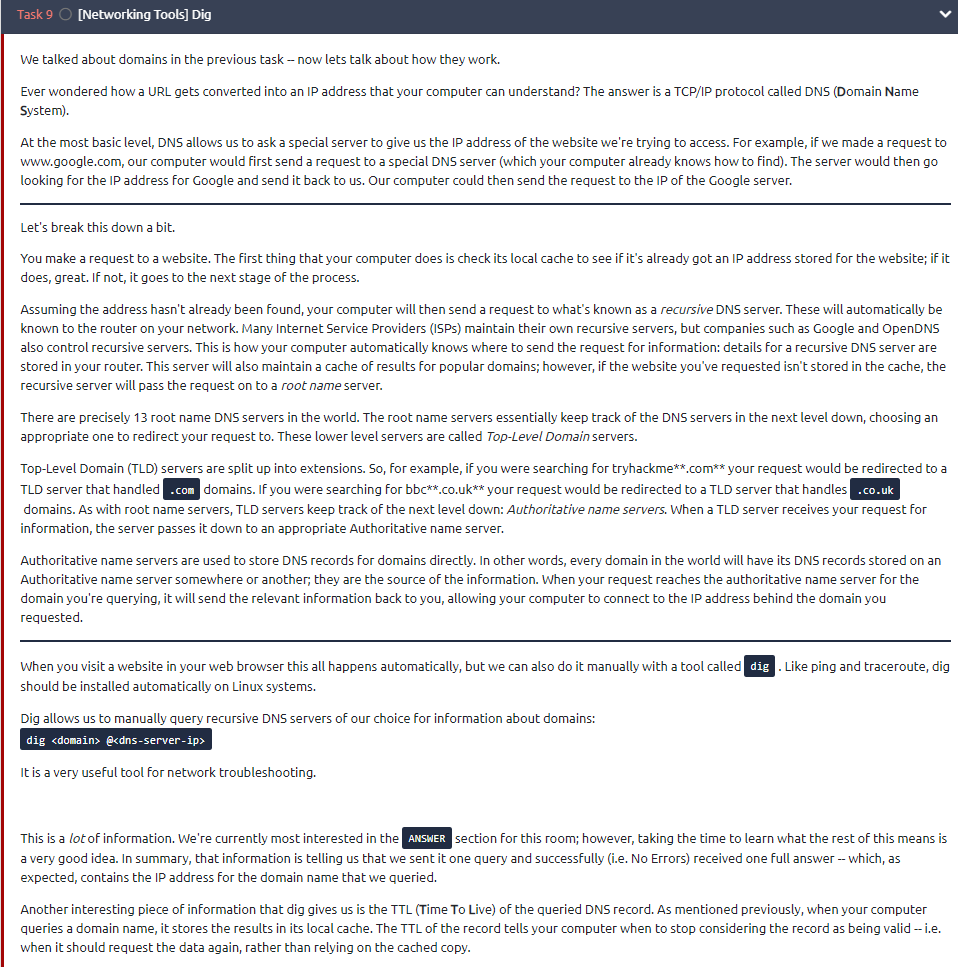 Task 9 [Networking Tools] Dig
We talked about domains in the previous task -- now lets talk about how they work.
Ever wondered how a URL gets converted into an IP address that your computer can understand? The answer is a TCP/IP protocol called DNS (Domain Name
System).
At the most basic level, DNS allows us to ask a special server to give us the IP address of the website we're trying to access. For example, if we made a request to
www.google.com, our computer would first send a request to a special DNS server (which your computer already knows how to find). The server would then go
looking for the IP address for Google and send it back to us. Our computer could then send the request to the IP of the Google server.
Let's break this down a bit.
You make a request to a website. The first thing that your computer does is check its local cache to see if it's already got an IP address stored for the website; if it
does, great. If not, it goes to the next stage of the process.
Assuming the address hasn't already been found, your computer will then send a request to what's known as a recursive DNS server. These will automatically be
known to the router on your network. Many Internet Service Providers (ISPs) maintain their own recursive servers, but companies such as Google and OpenDNS
also control recursive servers. This is how your computer automatically knows where to send the request for information: details for a recursive DNS server are
stored in your router. This server will also maintain a cache of results for popular domains; however, if the website you've requested isn't stored in the cache, the
recursive server will pass the request on to a root name server.
There are precisely 13 root name DNS servers in the world. The root name servers essentially keep track of the DNS servers in the next level down, choosing an
appropriate one to redirect your request to. These lower level servers are called Top-Level Domain servers.
Top-Level Domain (TLD) servers are split up into extensions. So, for example, if you were searching for tryhackme**.com** your request would be redirected to a
TLD server that handled .com domains. If you were searching for bbc**.co.uk** your request would be redirected to a TLD server that handles .co.uk
domains. As with root name servers, TLD servers keep track of the next level down: Authoritative name servers. When a TLD server receives your request for
information, the server passes it down to an appropriate Authoritative name server.
Authoritative name servers are used to store DNS records for domains directly. In other words, every domain in the world will have its DNS records stored on an
Authoritative name server somewhere or another; they are the source of the information. When your request reaches the authoritative name server for the
domain you're querying, it will send the relevant information back to you, allowing your computer to connect to the IP address behind the domain you
requested.
When you visit a website in your web browser this all happens automatically, but we can also do it manually with a tool called dig . Like ping and traceroute, dig
should be installed automatically on Linux systems.
Dig allows us to manually query recursive DNS servers of our choice for information about domains:
dig <domain> @<dns-server-ip>
It is a very useful tool for network troubleshooting.
This is a lot of information. We're currently most interested in the ANSWER section for this room; however, taking the time to learn what the rest of this means is
a very good idea. In summary, that information is telling us that we sent it one query and successfully (i.e. No Errors) received one full answer -- which, as
expected, contains the IP address for the domain name that we queried.
Another interesting piece of information that dig gives us is the TTL (Time To Live) of the queried DNS record. As mentioned previously, when your computer
queries a domain name, it stores the results in its local cache. The TTL of the record tells your computer when to stop considering the record as being valid -- i.e.
when it should request the data again, rather than relying on the cached copy.